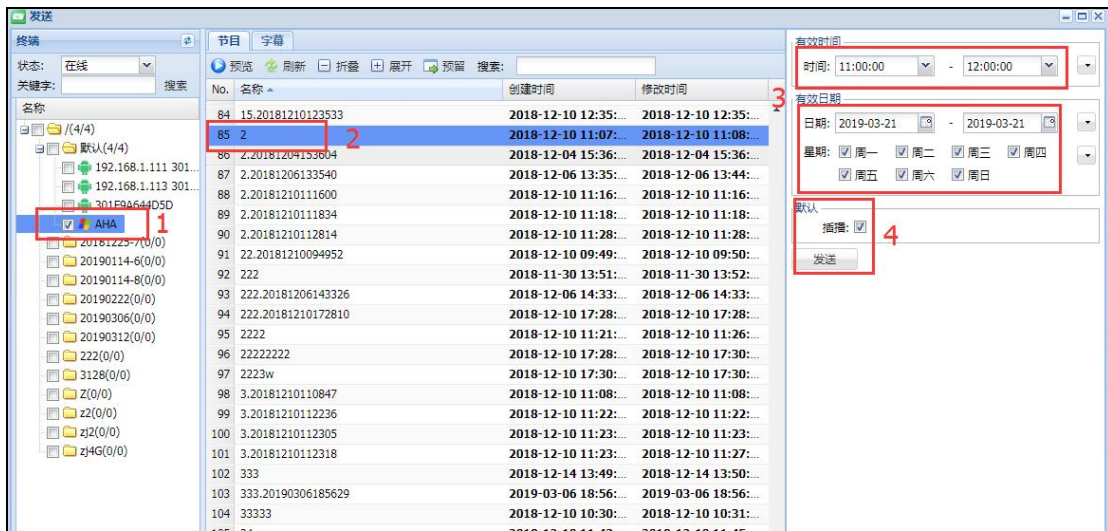 发送
终端
状态: 在线
关键字: 搜索
名称
/(4/4)
默认(4/4)
192.168.1.111 301...
192.168.1.113 301...
301F9A644D5D
AHA
1
20181225-7(0/0)
20190114-6(0/0)
20190114-8(0/0)
20190222(0/0)
20190306(0/0)
20190312(0/0)
222(0/0)
3128(0/0)
Z(0/0)
z2(0/0)
zj2(0/0)
zj4G(0/0)
节目 字幕
预览 刷新 折叠 展开 预留 搜索:
No. 名称 创建时间 修改时间
84 15.20181210123533 2018-12-10 12:35:... 2018-12-10 12:35:...
85 2 2018-12-10 11:07:... 2018-12-10 11:08:...
2
86 2.20181204153604 2018-12-04 15:36:... 2018-12-04 15:36:...
87 2.20181206133540 2018-12-06 13:35:... 2018-12-06 13:44:...
88 2.20181210111600 2018-12-10 11:16:... 2018-12-10 11:16:...
89 2.20181210111834 2018-12-10 11:18:... 2018-12-10 11:18:...
90 2.20181210112814 2018-12-10 11:28:... 2018-12-10 11:28:...
91 22.20181210094952 2018-12-10 09:49:... 2018-12-10 09:50:...
92 222 2018-11-30 13:51:... 2018-11-30 13:52:...
93 222.20181206143326 2018-12-06 14:33:... 2018-12-06 14:33:...
94 222.20181210172810 2018-12-10 17:28:... 2018-12-10 17:28:...
95 2222 2018-12-10 11:21:... 2018-12-10 11:26:...
96 22222222 2018-12-10 17:28:... 2018-12-10 17:30:...
97 2223w 2018-12-10 17:30:... 2018-12-10 17:30:...
98 3.20181210110847 2018-12-10 11:08:... 2018-12-10 11:08:...
99 3.20181210112236 2018-12-10 11:22:... 2018-12-10 11:22:...
100 3.20181210112305 2018-12-10 11:23:... 2018-12-10 11:23:...
101 3.20181210112318 2018-12-10 11:23:... 2018-12-10 11:27:...
102 333 2018-12-14 13:49:... 2018-12-14 13:50:...
103 333.20190306185629 2019-03-06 18:56:... 2019-03-06 18:56:...
104 33333 2018-12-10 10:30:... 2018-12-10 10:31:...
有效时间
时间: 11:00:00 - 12:00:00
3
有效日期
日期: 2019-03-21 - 2019-03-21
星期: 周一 周二 周三 周四
周五 周六 周日
默认
插播:
4
发送